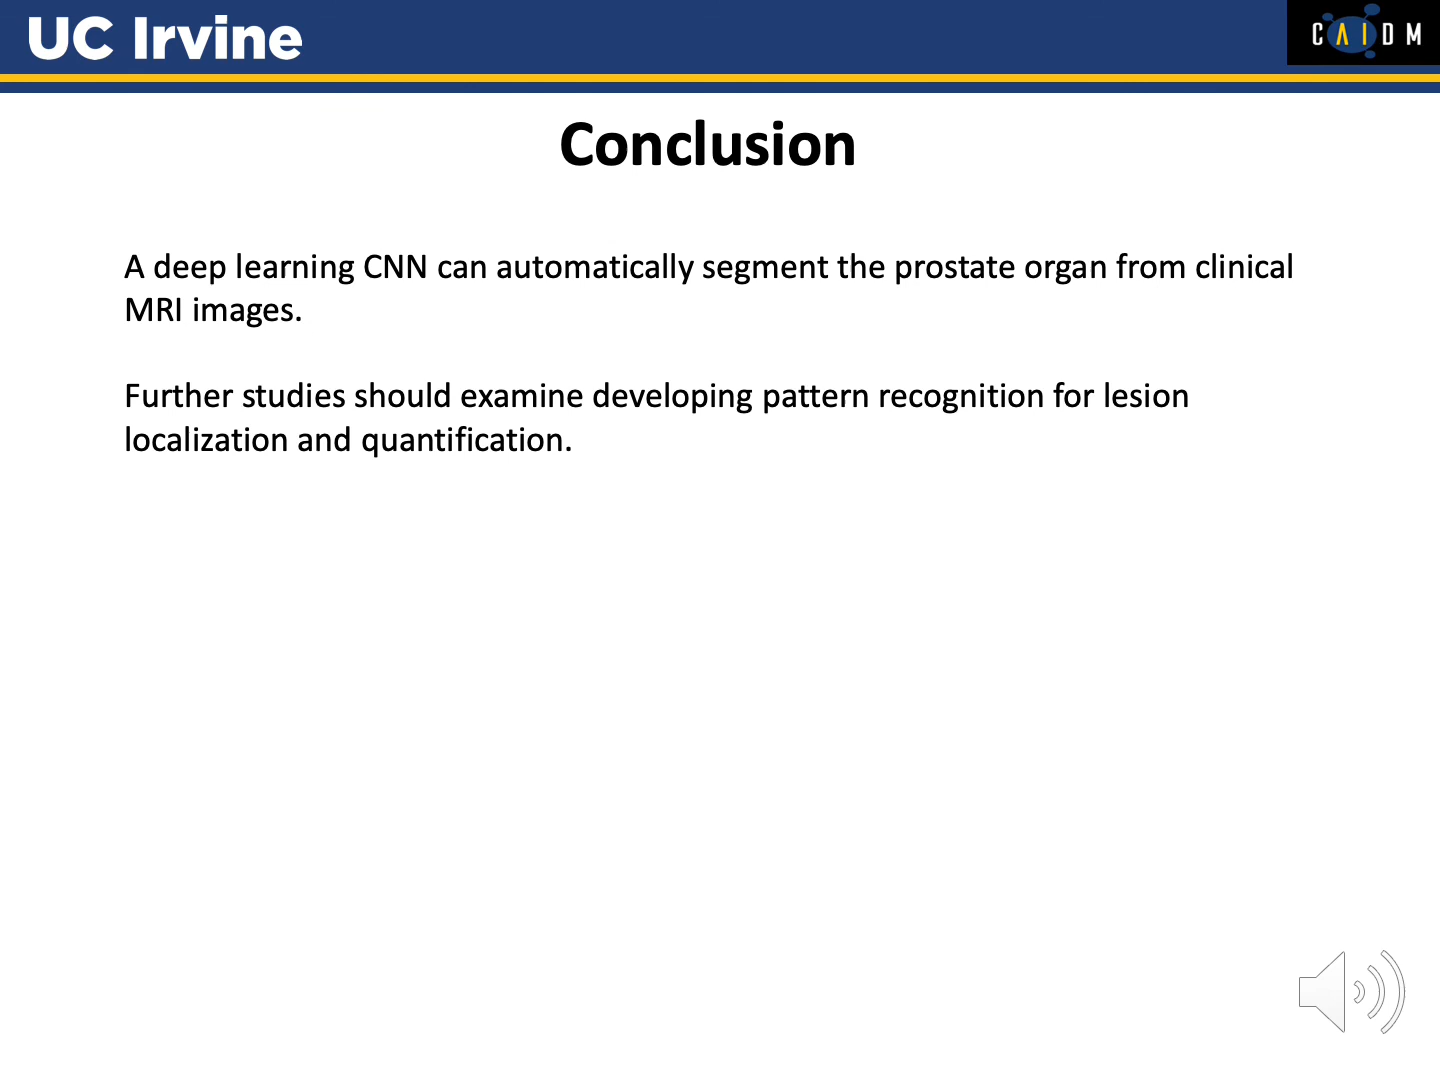 UC Irvine
CAIDM
Conclusion
A deep learning CNN can automatically segment the prostate organ from clinical
MRI images.
Further studies should examine developing pattern recognition for lesion
localization and quantification.